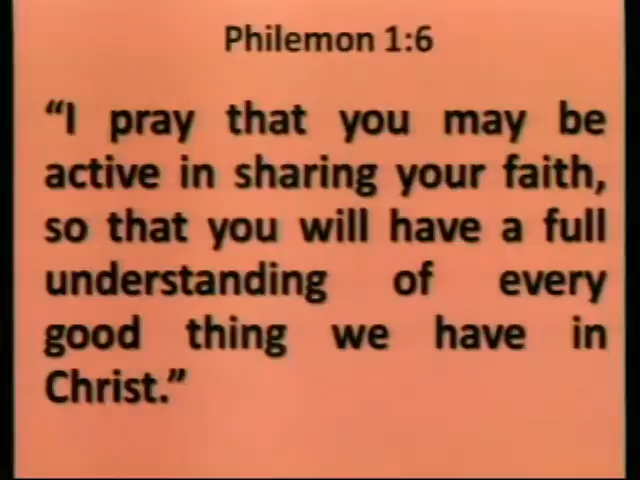 Philemon 1:6
“I pray that you may be
active in sharing your faith,
so that you will have a full
understanding of every
good thing we have in
Christ.”